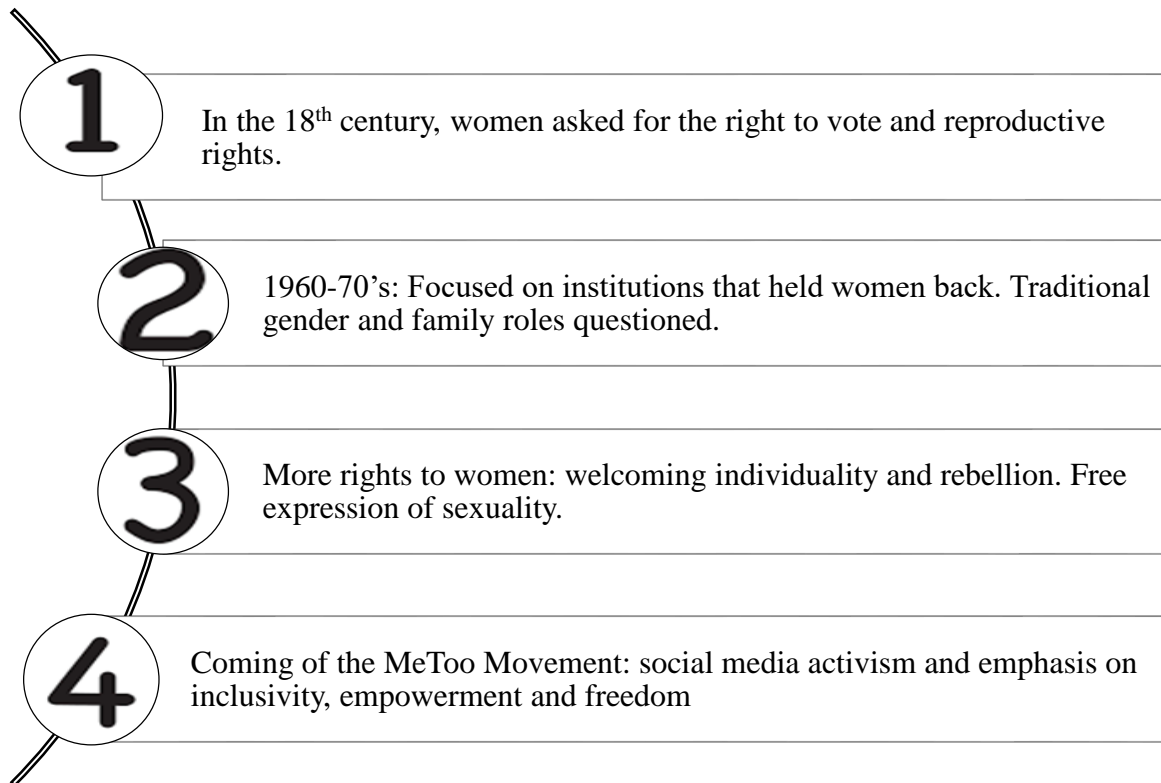 1
In the 18th century, women asked for the right to vote and reproductive
rights.
2
1960-70’s: Focused on institutions that held women back. Traditional
gender and family roles questioned.
3
More rights to women: welcoming individuality and rebellion. Free
expression of sexuality.
4
Coming of the MeToo Movement: social media activism and emphasis on
inclusivity, empowerment and freedom